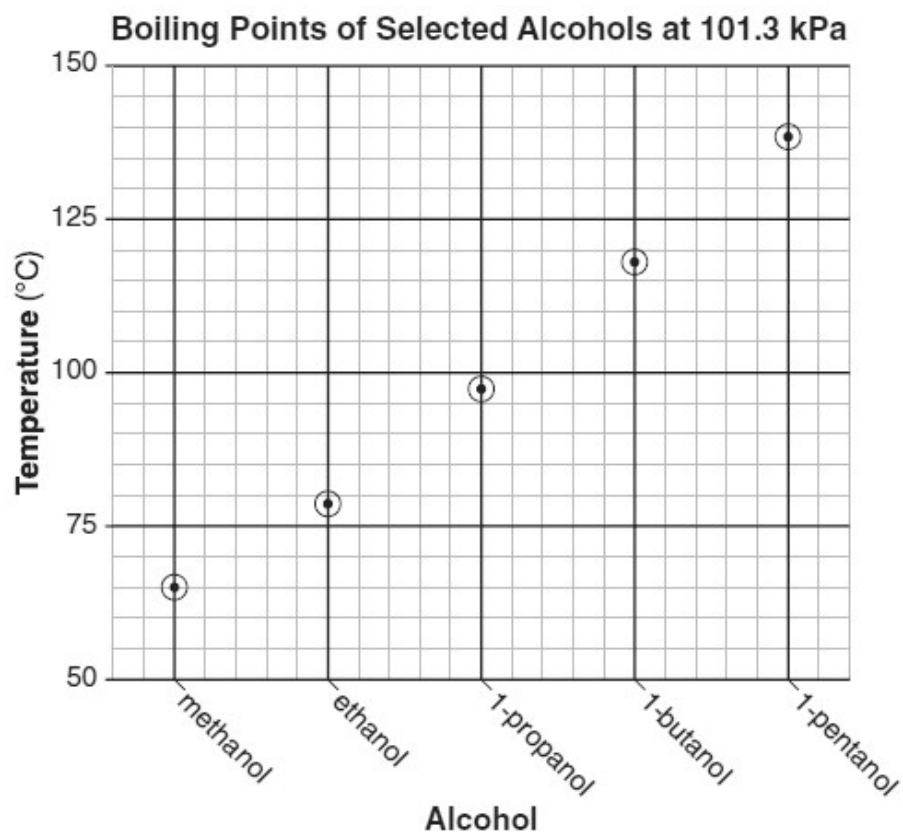 Boiling Points of Selected Alcohols at 101.3 kPa
150
125
100
75
50
Temperature (°C)
methanol
ethanol
1-propanol
1-butanol
1-pentanol
Alcohol